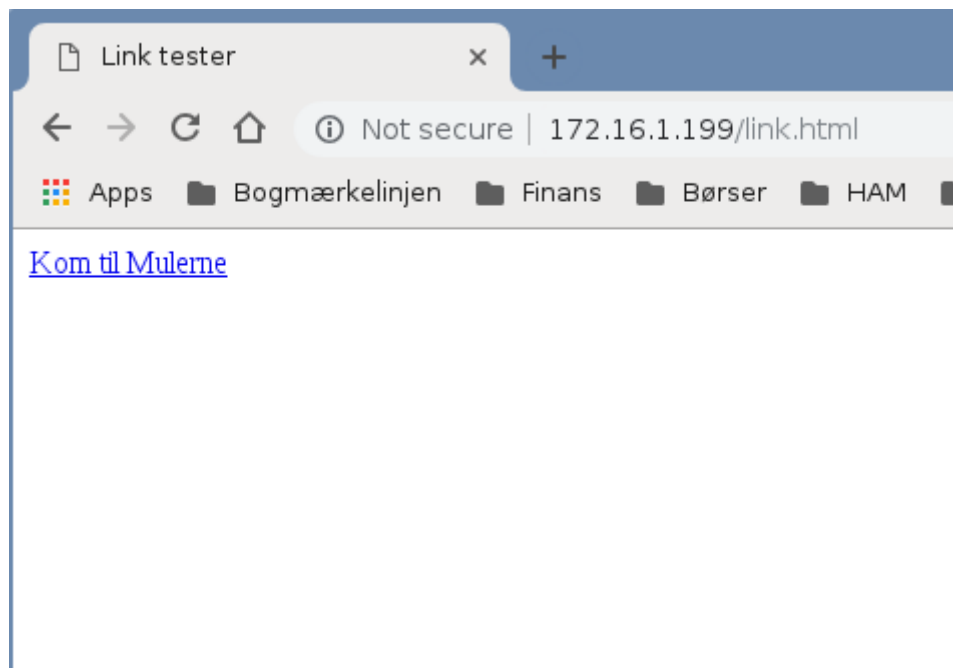 Link tester
Not secure | 172.16.1.199/link.html
Apps Bogmærkelinjen Finans Børser HAM
Kom til Mulerne